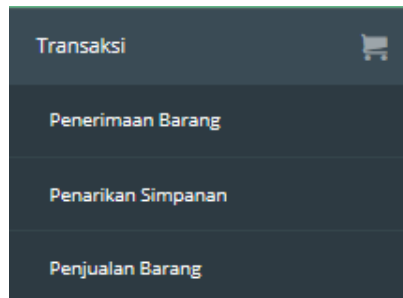 Transaksi
Penerimaan Barang
Penarikan Simpanan
Penjualan Barang